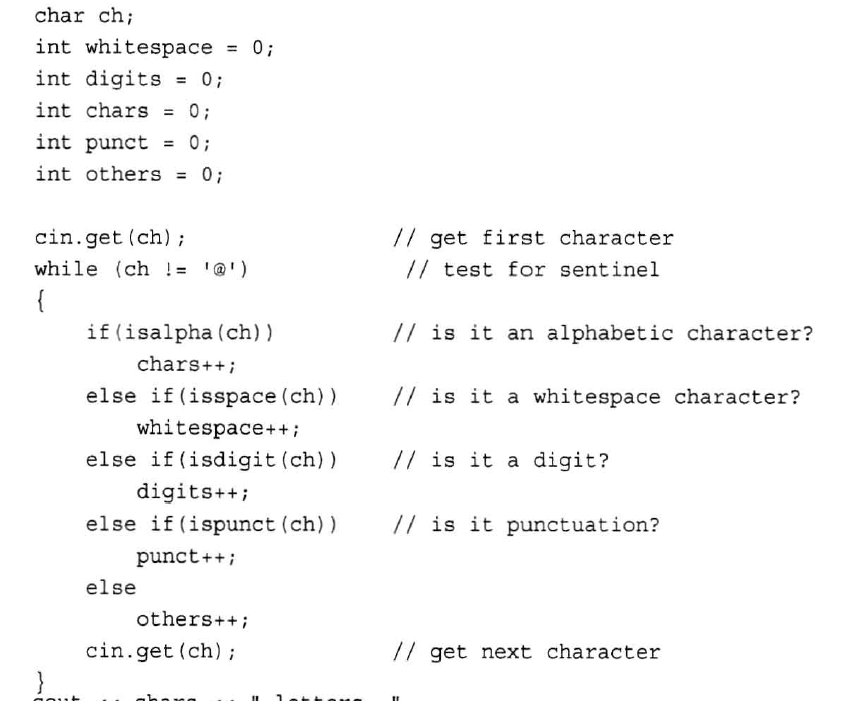 char ch;
int whitespace = 0;
int digits = 0;
int chars = 0;
int punct = 0;
int others = 0;
cin.get(ch); // get first character
while (ch != '@') // test for sentinel
{
if(isalpha(ch)) // is it an alphabetic character?
chars++;
else if(isspace(ch)) // is it a whitespace character?
whitespace++;
else if(isdigit(ch)) // is it a digit?
digits++;
else if(ispunct(ch)) // is it punctuation?
punct++;
else
others++;
cin.get(ch); // get next character
}